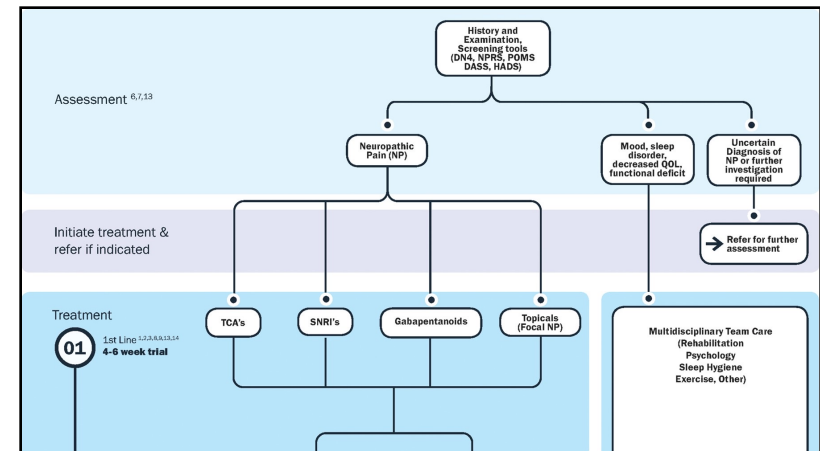 History and
Examination,
Screening tools
(DN4, NPRS, POMS
DASS, HADS)
Assessment 6,7,13
Neuropathic
Pain (NP)
Mood, sleep
disorder,
decreased QOL,
functional deficit
Uncertain
Diagnosis of
NP or further
investigation
required
Initiate treatment &
refer if indicated
Refer for further
assessment
Treatment
01
1st Line 1,2,3,8,9,13,14
4-6 week trial
TCA's
SNRI's
Gabapentanoids
Topicals
(Focal NP)
Multidisciplinary Team Care
(Rehabilitation
Psychology
Sleep Hygiene
Exercise, Other)